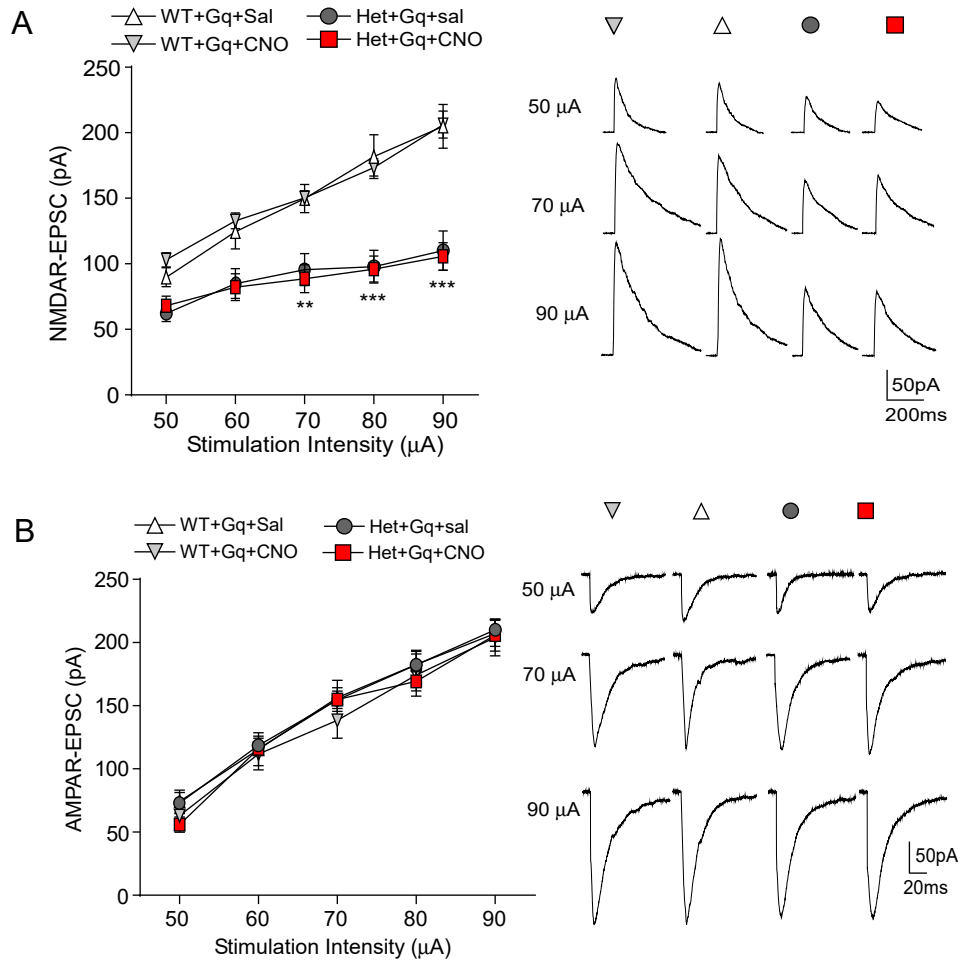 A
WT+Gq+Sal
Het+Gq+sal
WT+Gq+CNO
Het+Gq+CNO
250
200
150
100
50
0
NMDAR-EPSC (pA)
**
***
***
50 60 70 80 90
Stimulation Intensity (μA)
50 μA
70 μA
90 μA
50pA
200ms
B
WT+Gq+Sal
Het+Gq+sal
WT+Gq+CNO
Het+Gq+CNO
250
200
150
100
50
0
AMPAR-EPSC (pA)
50 60 70 80 90
Stimulation Intensity (μA)
50 μA
70 μA
90 μA
50pA
20ms